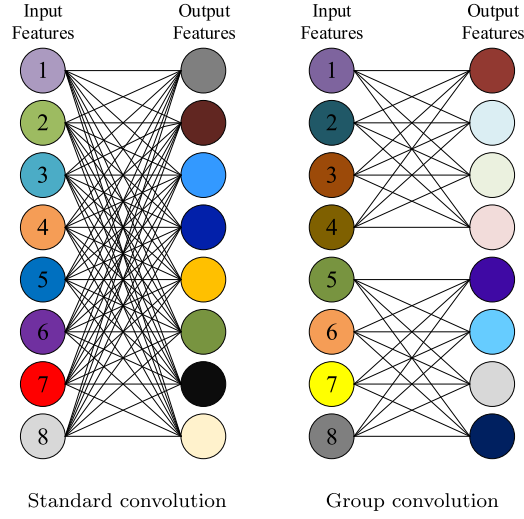 Input
Features
Output
Features
1
2
3
4
5
6
7
8
Standard convolution
Input
Features
Output
Features
1
2
3
4
5
6
7
8
Group convolution